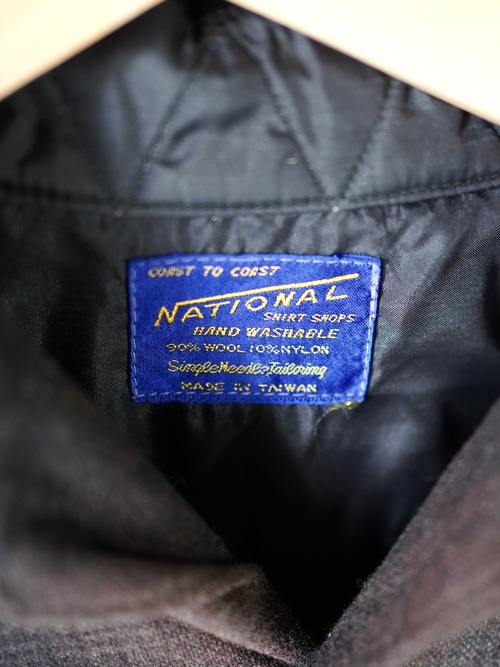 COAST TO COAST
NATIONAL
SHIRT SHOPS
HAND WASHABLE
90% WOOL 10% NYLON
Single Needle Tailoring
MADE IN TAIWAN